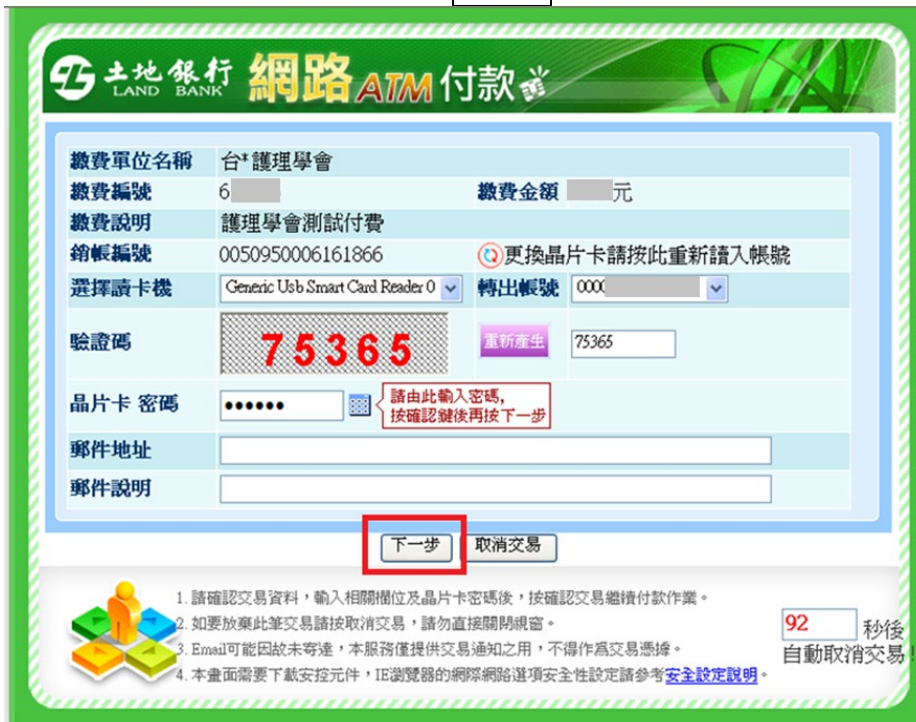 土地銀行 LAND BANK 網路ATM付款
繳費單位名稱 台*護理學會
繳費編號 6 繳費金額 元
繳費說明 護理學會測試付費
銷帳編號 0050950006161866 更換晶片卡請按此重新讀入帳號
選擇讀卡機 Generic Usb Smart Card Reader 0 轉出帳號 000
驗證碼 75365 重新產生 75365
晶片卡 密碼 •••••• 請由此輸入密碼,
按確認鍵後再按下一步
郵件地址
郵件說明
下一步 取消交易
1. 請確認交易資料，輸入相關欄位及晶片卡密碼後，按確認交易繼續付款作業。
2. 如要放棄此筆交易請按取消交易，請勿直接關閉視窗。
3. Email可能因故未寄達，本服務僅提供交易通知之用，不得作為交易憑據。
4. 本畫面需要下載安控元件，IE瀏覽器的網際網路選項安全性設定請參考安全設定說明。
92 秒後
自動取消交易!